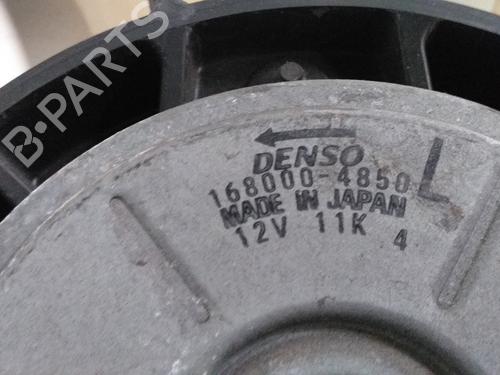 B-PARTS
DENSO
168000-4850
L
MADE IN JAPAN
12V 11K 4